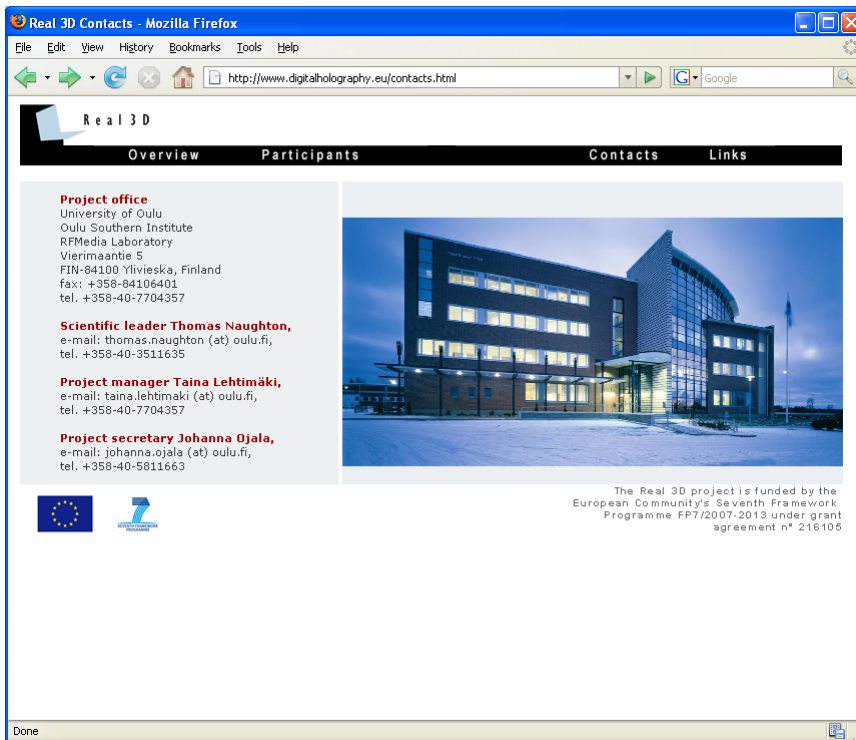 Real 3D Contacts - Mozilla Firefox
File Edit View History Bookmarks Tools Help
http://www.digitalholography.eu/contacts.html
G Google
Real 3D
Overview Participants Contacts Links
Project office
University of Oulu
Oulu Southern Institute
RFMedia Laboratory
Vierimaantie 5
FIN-84100 Ylivieska, Finland
fax: +358-84106401
tel. +358-40-7704357
Scientific leader Thomas Naughton,
e-mail: thomas.naughton (at) oulu.fi,
tel. +358-40-3511635
Project manager Taina Lehtimäki,
e-mail: taina.lehtimaki (at) oulu.fi,
tel. +358-40-7704357
Project secretary Johanna Ojala,
e-mail: johanna.ojala (at) oulu.fi,
tel. +358-40-5811663
SEVENTH FRAMEWORK
PROGRAMME
The Real 3D project is funded by the
European Community's Seventh Framework
Programme FP7/2007-2013 under grant
agreement n° 216105
Done